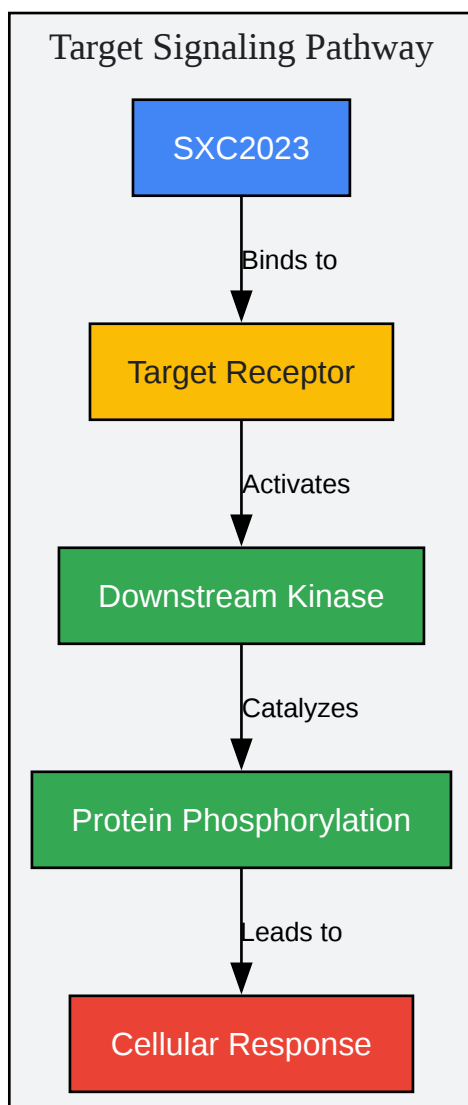 Target Signaling Pathway
SXC2023
Binds to
Target Receptor
Activates
Downstream Kinase
Catalyzes
Protein Phosphorylation
Leads to
Cellular Response